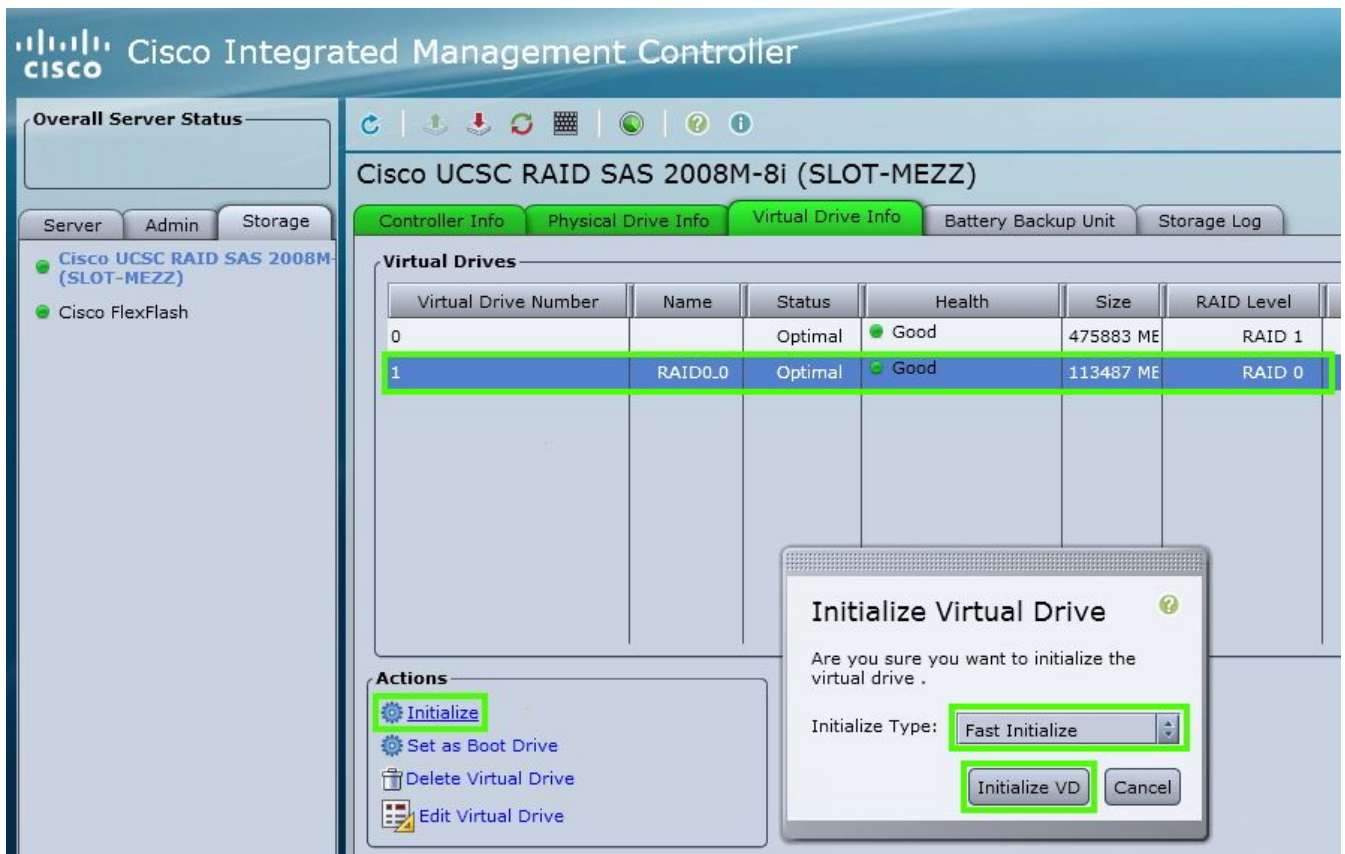 CISCO
Cisco Integrated Management Controller
Overall Server Status
Server Admin Storage
Cisco UCSC RAID SAS 2008M-
(SLOT-MEZZ)
Cisco FlexFlash
Cisco UCSC RAID SAS 2008M-8i (SLOT-MEZZ)
Controller Info Physical Drive Info Virtual Drive Info Battery Backup Unit Storage Log
Virtual Drives
Virtual Drive Number Name Status Health Size RAID Level
0 Optimal Good 475883 ME RAID 1
1 RAID0_0 Optimal Good 113487 ME RAID 0
Actions
Initialize
Set as Boot Drive
Delete Virtual Drive
Edit Virtual Drive
Initialize Virtual Drive
Are you sure you want to initialize the
virtual drive .
Initialize Type: Fast Initialize
Initialize VD Cancel